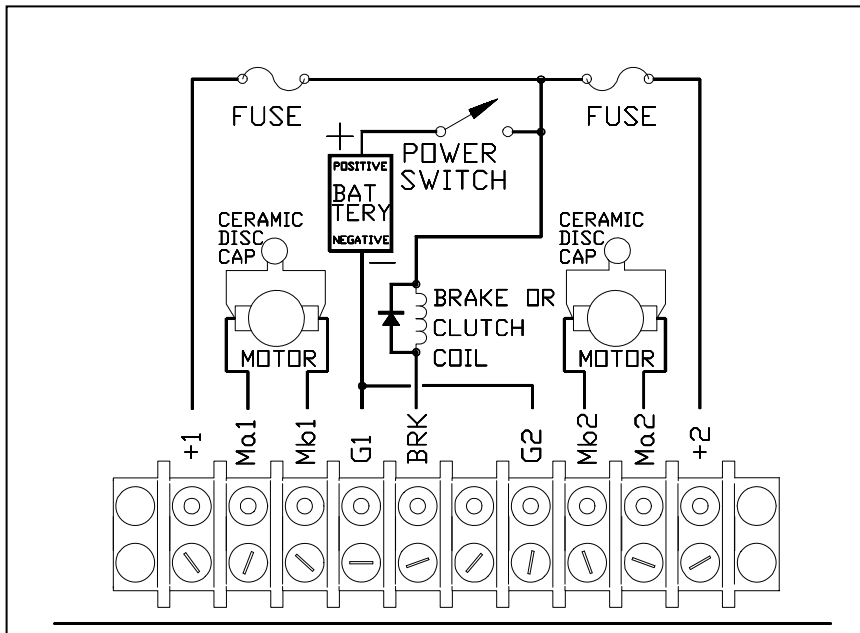 FUSE
FUSE
+
POWER
SWITCH
POSITIVE
BAT
TERY
NEGATIVE
−
CERAMIC
DISC
CAP
MOTOR
BRAKE OR
CLUTCH
COIL
CERAMIC
DISC
CAP
MOTOR
+1
Ma1
Mb1
G1
BRK
G2
Mb2
Ma2
+2